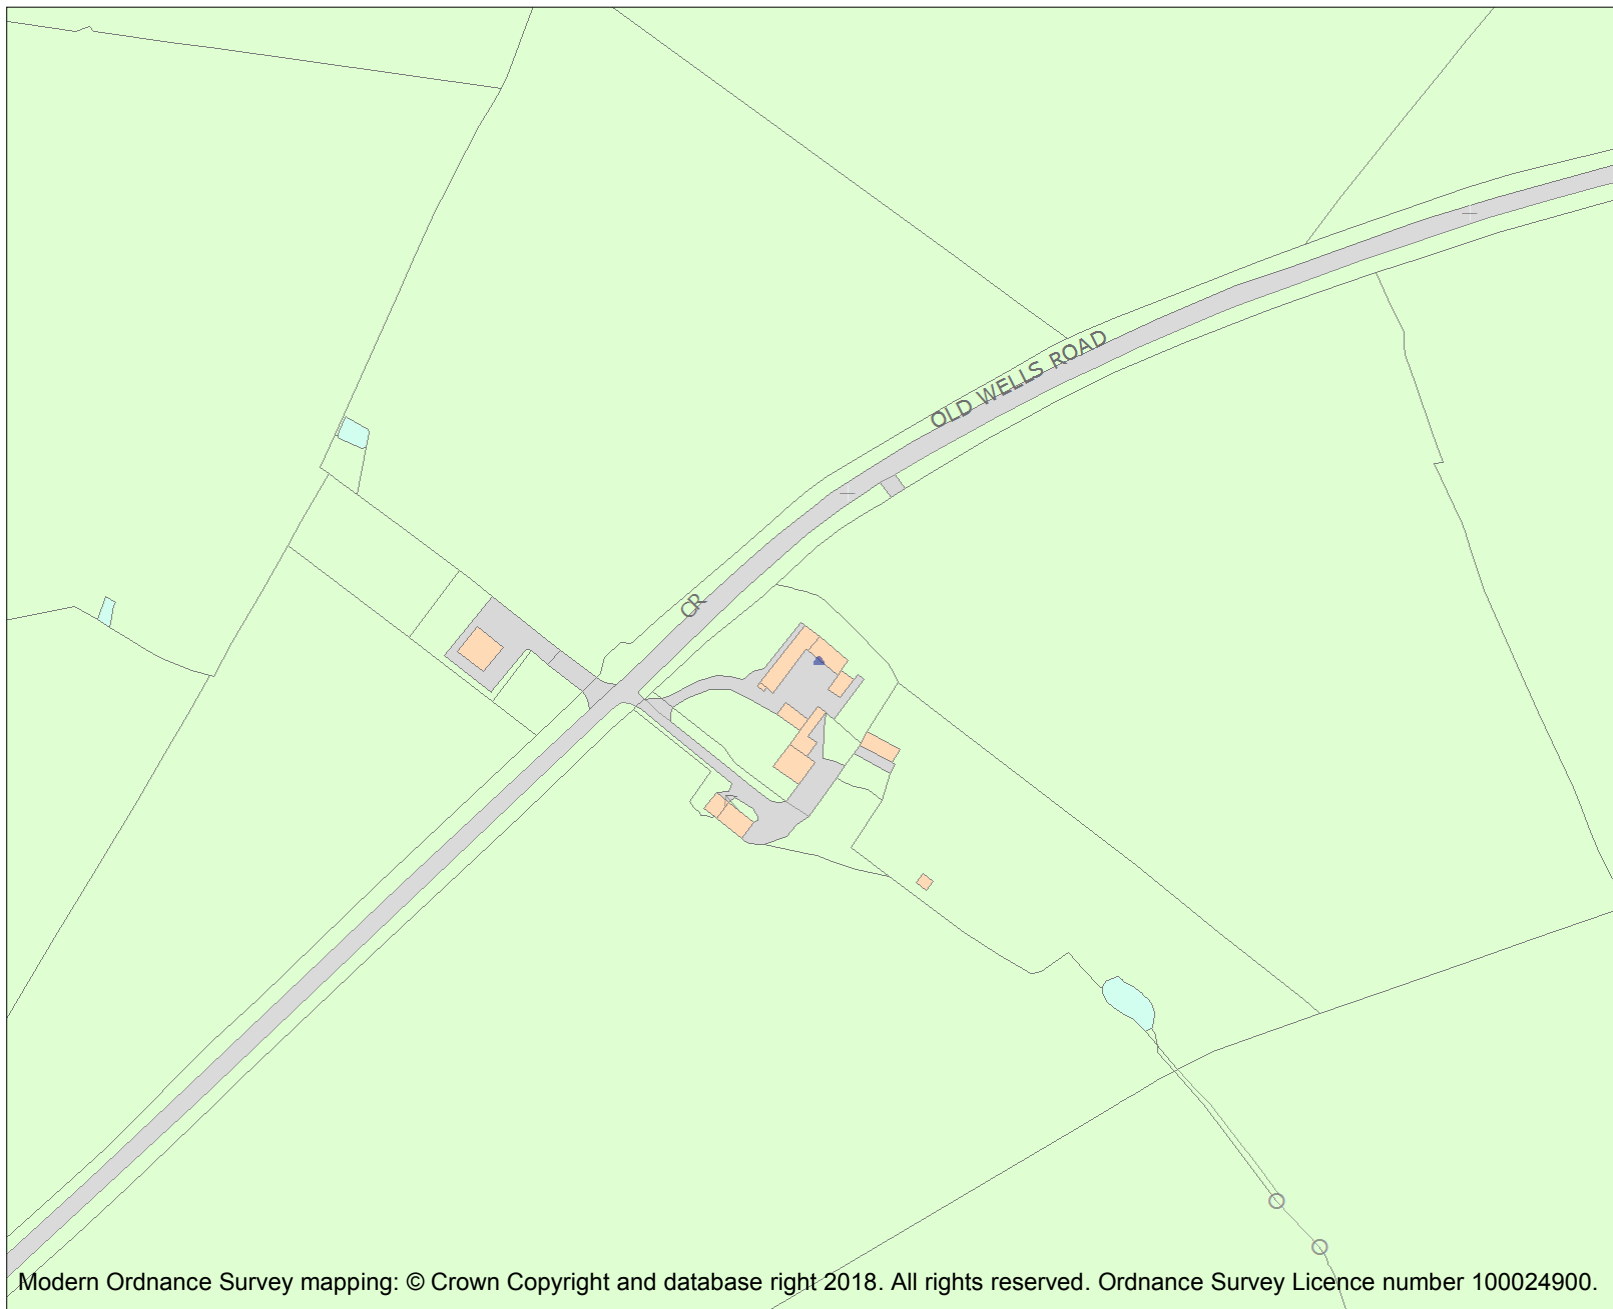 OLD WELLS ROAD
CR
Modern Ordnance Survey mapping: © Crown Copyright and database right 2018. All rights reserved. Ordnance Survey Licence number 100024900.